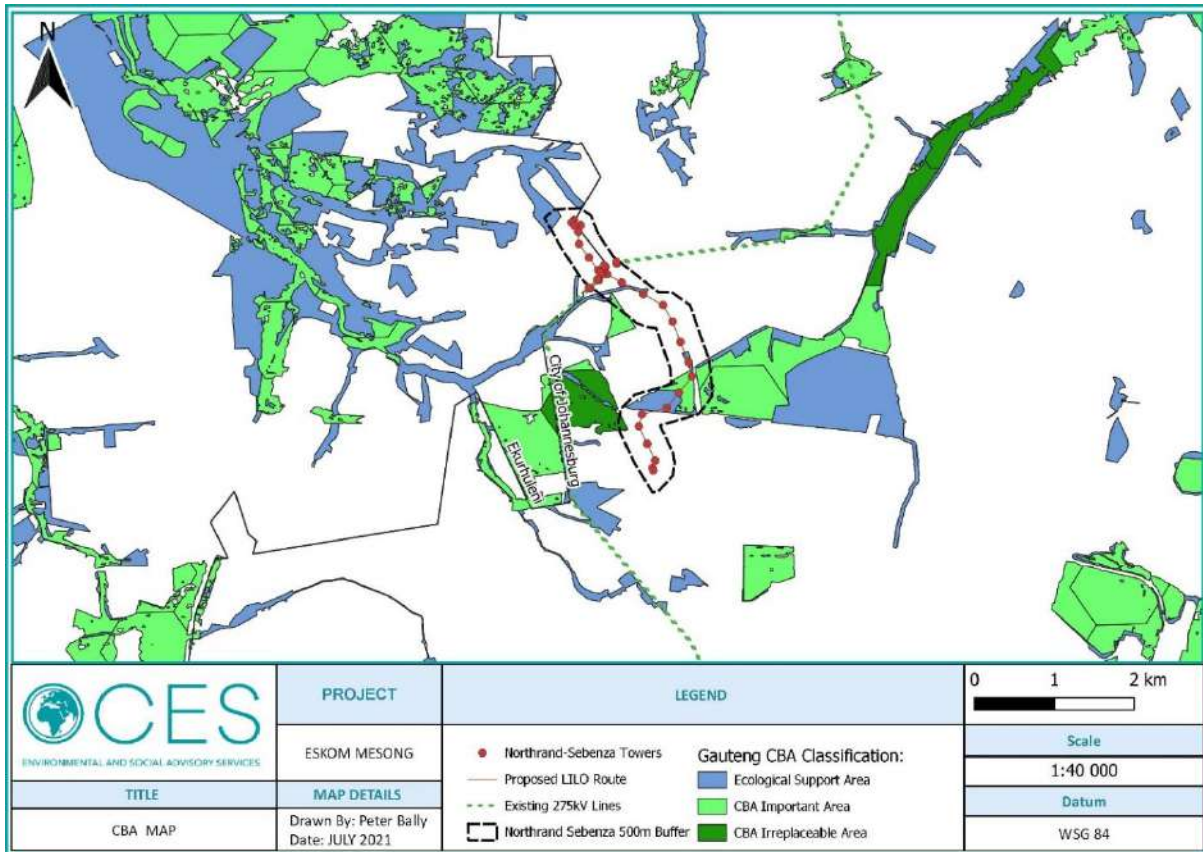 N
City of Johannesburg
Ekurhuleni
CES
ENVIRONMENTAL AND SOCIAL ADVISORY SERVICES
TITLE
CBA MAP
PROJECT
ESKOM MESONG
MAP DETAILS
Drawn By: Peter Bally
Date: JULY 2021
LEGEND
Northrand-Sebenza Towers
Proposed LILO Route
Existing 275kV Lines
Northrand Sebenza 500m Buffer
Gauteng CBA Classification:
Ecological Support Area
CBA Important Area
CBA Irreplaceable Area
0 1 2 km
Scale
1:40 000
Datum
WSG 84